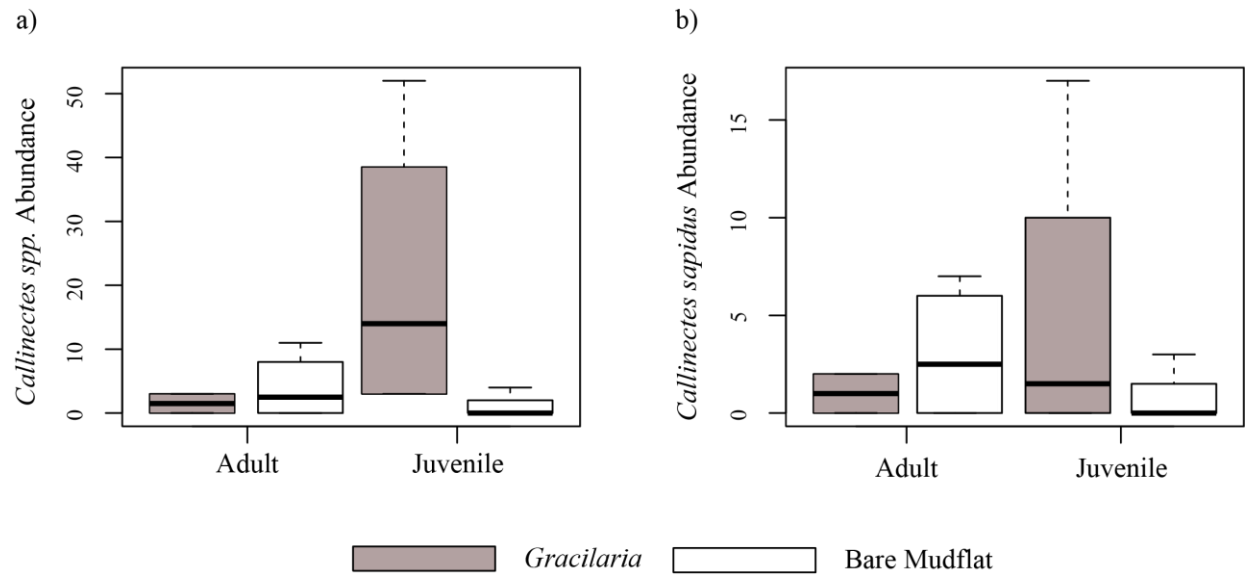 a)
Callinectes spp. Abundance
50
40
30
20
10
0
Adult
Juvenile
b)
Callinectes sapidus Abundance
15
10
5
0
Adult
Juvenile
Gracilaria
Bare Mudflat